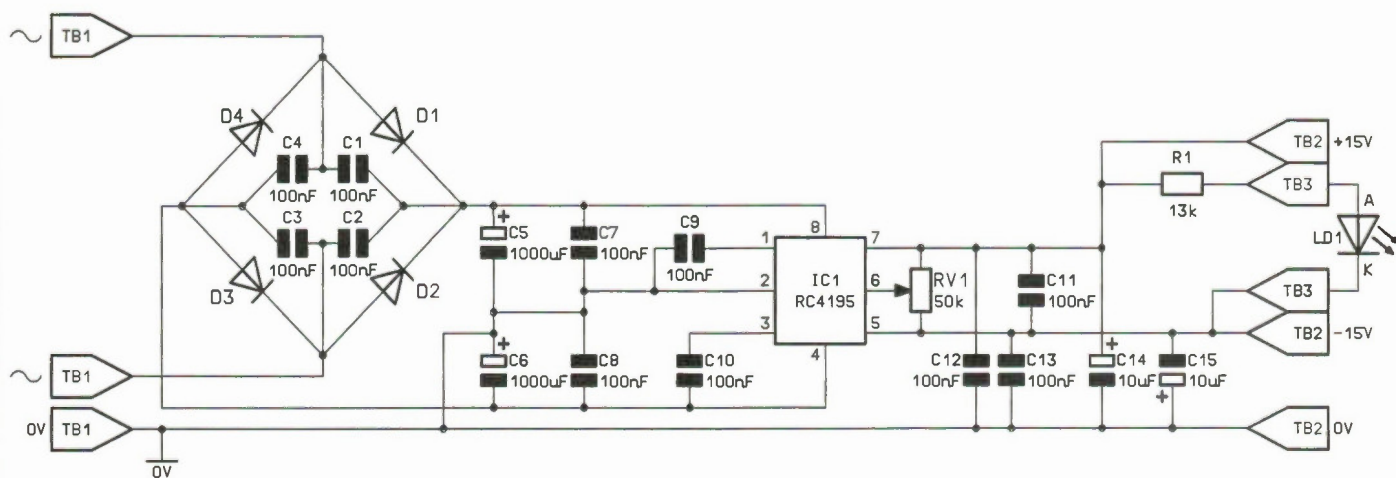 TB1
D4
D1
C4
C1
100nF
100nF
C3
C2
100nF
100nF
D3
D2
TB1
0V
TB1
0V
+
C5
1000uF
C7
100nF
C9
100nF
+
C6
1000uF
C8
100nF
C10
100nF
1
2
3
8
4
IC1
RC4195
7
6
5
RV1
50k
C11
100nF
C12
100nF
C13
100nF
+
C14
10uF
C15
10uF
+
R1
13k
TB2
+15V
TB3
A
LD1
K
TB3
TB2
-15V
TB2
0V